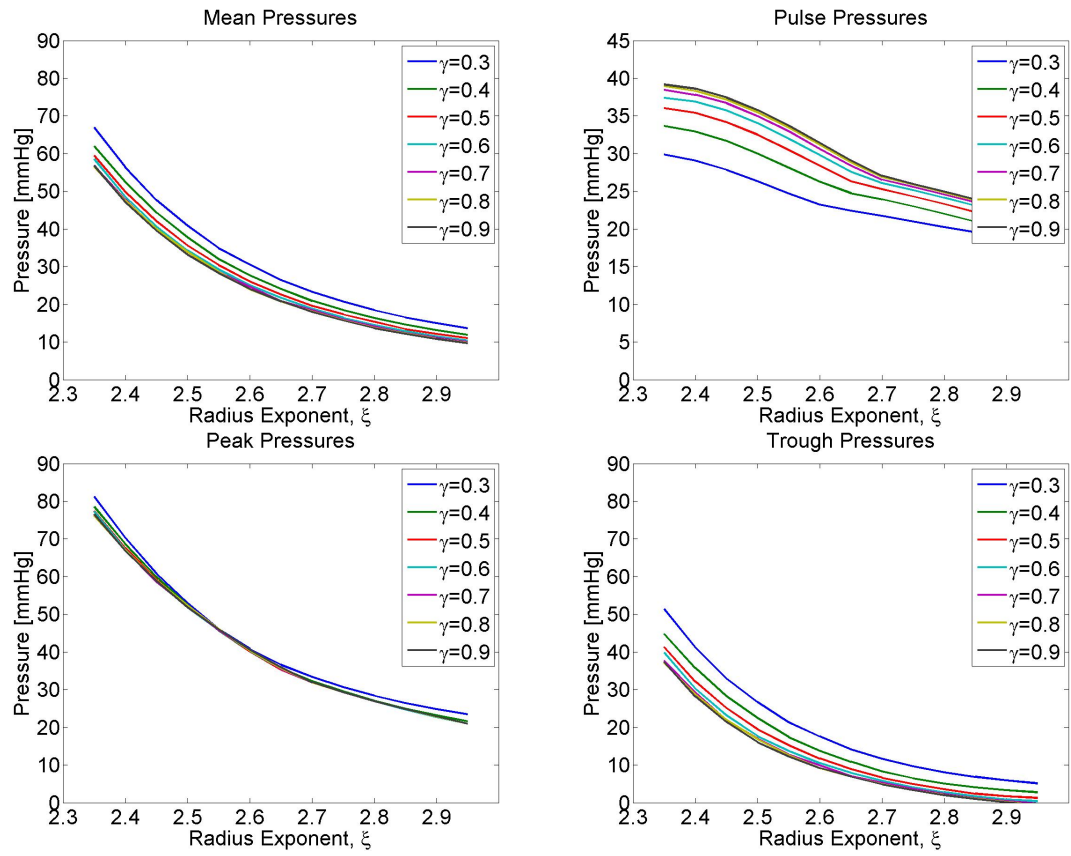 Mean Pressures
Pressure [mmHg]
90
80
70
60
50
40
30
20
10
0
γ=0.3
γ=0.4
γ=0.5
γ=0.6
γ=0.7
γ=0.8
γ=0.9
2.3 2.4 2.5 2.6 2.7 2.8 2.9
Radius Exponent, ξ
Pulse Pressures
Pressure [mmHg]
45
40
35
30
25
20
15
10
5
0
γ=0.3
γ=0.4
γ=0.5
γ=0.6
γ=0.7
γ=0.8
γ=0.9
2.3 2.4 2.5 2.6 2.7 2.8 2.9
Radius Exponent, ξ
Peak Pressures
Pressure [mmHg]
90
80
70
60
50
40
30
20
10
0
γ=0.3
γ=0.4
γ=0.5
γ=0.6
γ=0.7
γ=0.8
γ=0.9
2.3 2.4 2.5 2.6 2.7 2.8 2.9
Radius Exponent, ξ
Trough Pressures
Pressure [mmHg]
90
80
70
60
50
40
30
20
10
0
γ=0.3
γ=0.4
γ=0.5
γ=0.6
γ=0.7
γ=0.8
γ=0.9
2.3 2.4 2.5 2.6 2.7 2.8 2.9
Radius Exponent, ξ